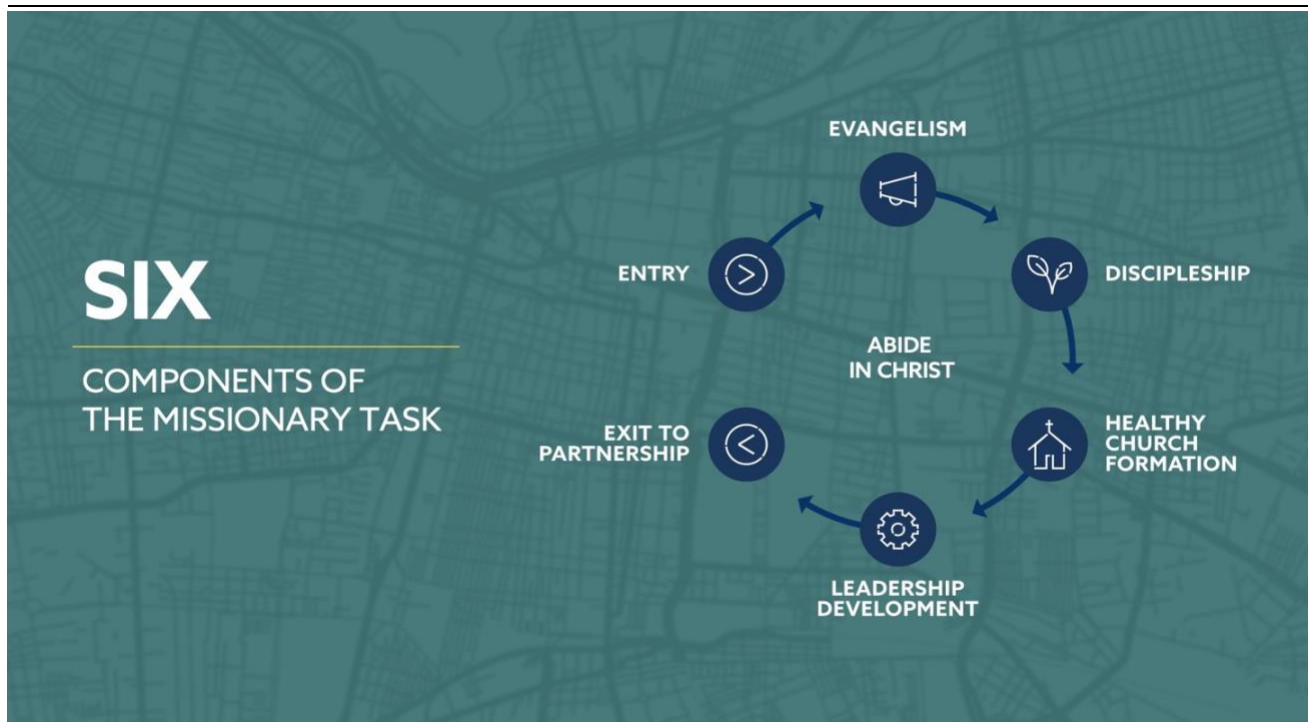 SIX
COMPONENTS OF
THE MISSIONARY TASK
EVANGELISM
ENTRY
DISCIPLESHIP
ABIDE
IN CHRIST
EXIT TO
PARTNERSHIP
HEALTHY
CHURCH
FORMATION
LEADERSHIP
DEVELOPMENT